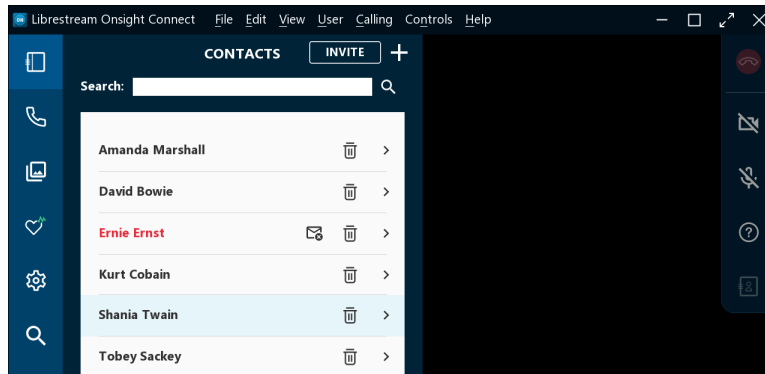 ON Librestream Onsight Connect File Edit View User Calling Controls Help
CONTACTS INVITE
Search:
Amanda Marshall
David Bowie
Ernie Ernst
Kurt Cobain
Shania Twain
Tobey Sackey